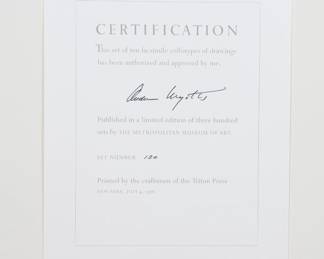 CERTIFICATION
This set of ten facsimile collotypes of drawings
has been authorized and approved by me.
Andrew Wyeth
Published in a limited edition of three hundred
sets by THE METROPOLITAN MUSEUM OF ART
SET NUMBER 120
Printed by the craftsmen of the Triton Press
NEW YORK, JULY 4,